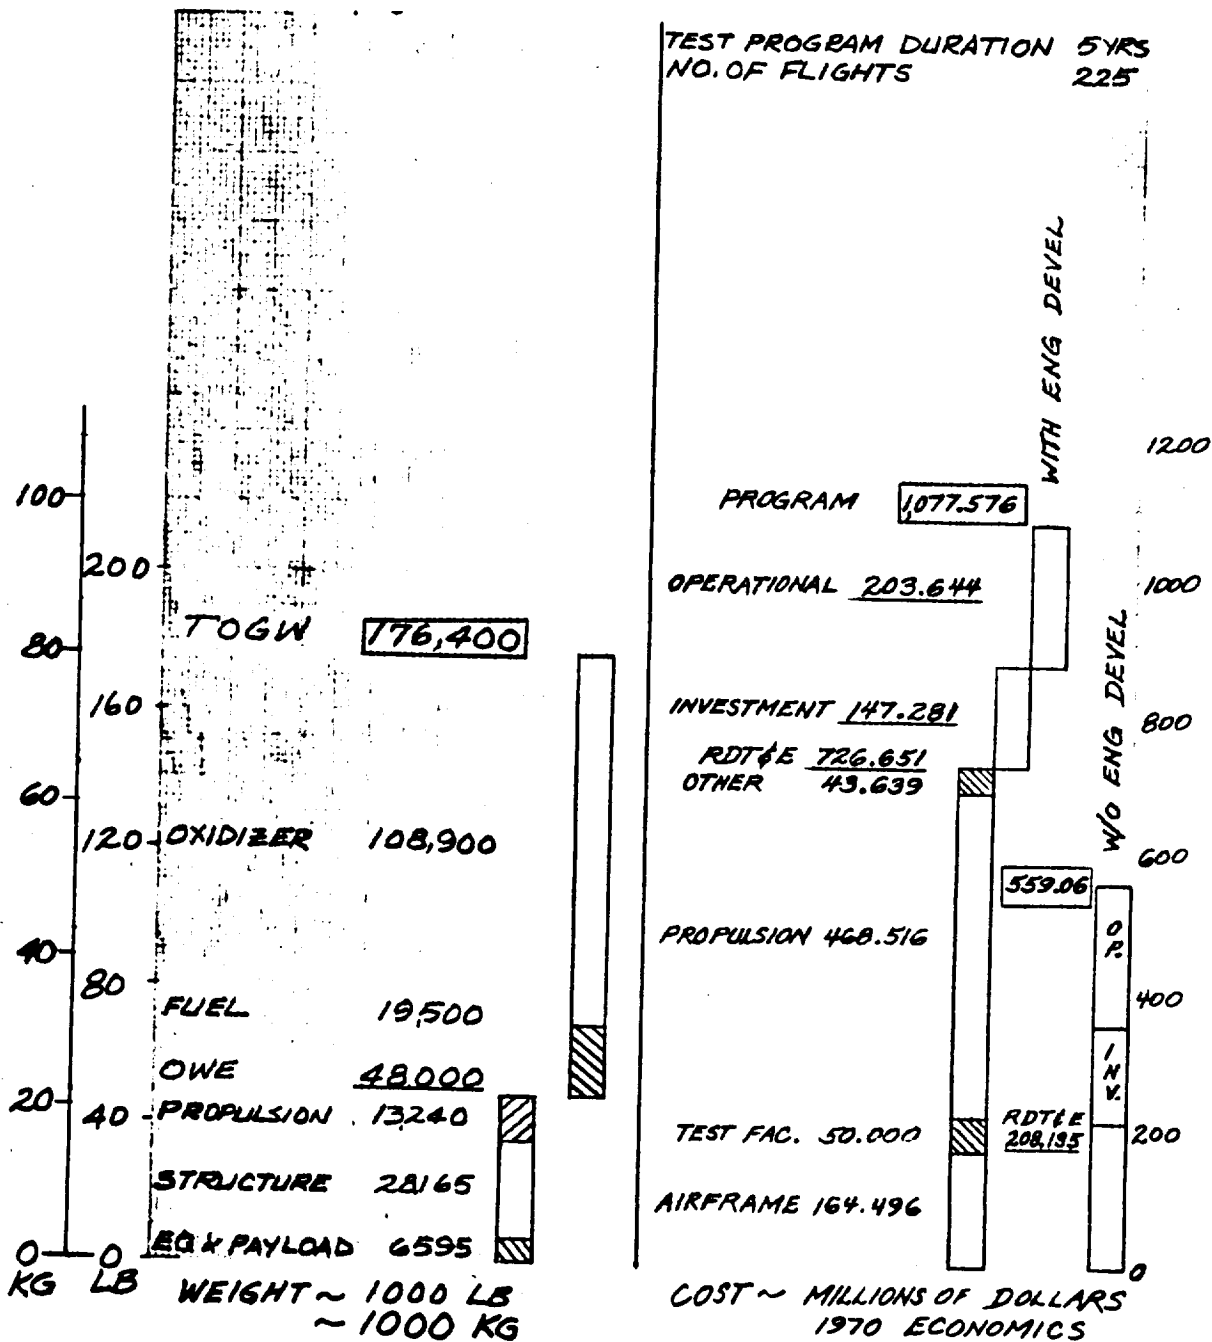 TEST PROGRAM DURATION 5 YRS
NO. OF FLIGHTS 225
WITH ENG DEVEL
1200
100
PROGRAM 1,077.576
200
OPERATIONAL 203.644
1000
TOGW 176,400
80
W/O ENG DEVEL
160
INVESTMENT 147.281
800
RDT&E 726.651
OTHER 43.639
60
120
OXIDIZER 108,900
600
559.06
PROPULSION 468.516
OP.
40
80
FUEL 19,500
400
OWE 48000
INV.
20
40
PROPULSION 13240
TEST FAC. 50.000
RDT&E
208,135
200
STRUCTURE 28165
AIRFRAME 164.496
EQ & PAYLOAD 6595
0
0
0
KG LB
WEIGHT ~ 1000 LB
~ 1000 KG
COST ~ MILLIONS OF DOLLARS
1970 ECONOMICS